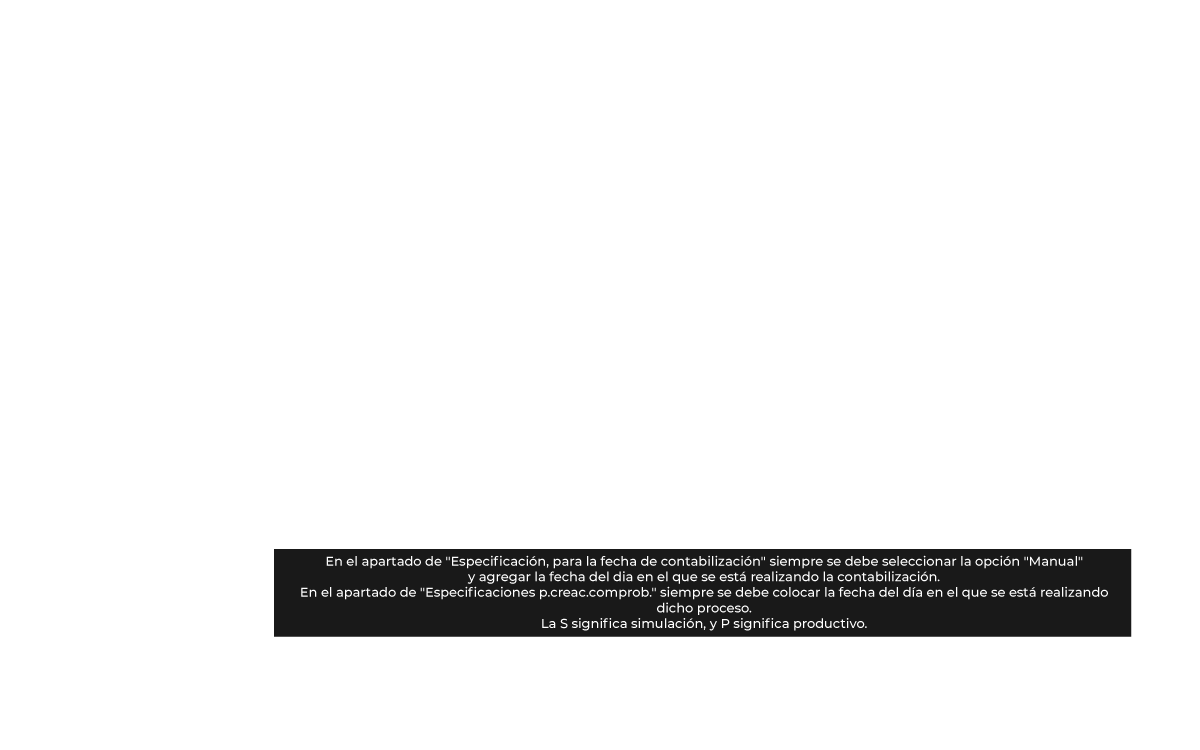 En el apartado de "Especificación, para la fecha de contabilización" siempre se debe seleccionar la opción "Manual"
y agregar la fecha del dia en el que se está realizando la contabilización.
En el apartado de "Especificaciones p.creac.comprob." siempre se debe colocar la fecha del día en el que se está realizando
dicho proceso.
La S significa simulación, y P significa productivo.